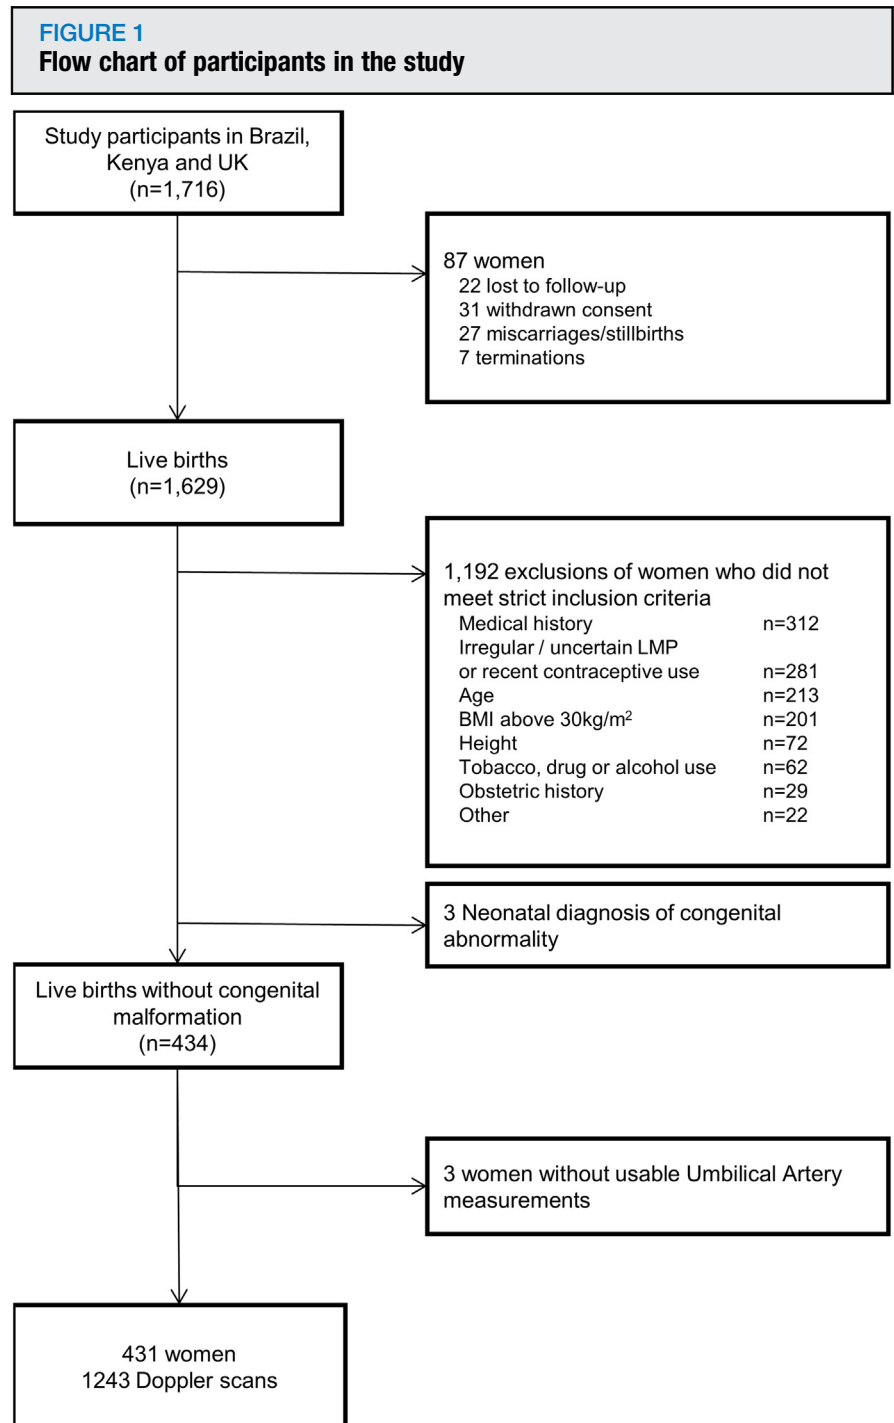 FIGURE 1
Flow chart of participants in the study
Study participants in Brazil,
Kenya and UK
(n=1,716)
87 women
22 lost to follow-up
31 withdrawn consent
27 miscarriages/stillbirths
7 terminations
Live births
(n=1,629)
1,192 exclusions of women who did not
meet strict inclusion criteria
Medical history n=312
Irregular / uncertain LMP
or recent contraceptive use n=281
Age n=213
BMI above 30kg/m² n=201
Height n=72
Tobacco, drug or alcohol use n=62
Obstetric history n=29
Other n=22
3 Neonatal diagnosis of congenital
abnormality
Live births without congenital
malformation
(n=434)
3 women without usable Umbilical Artery
measurements
431 women
1243 Doppler scans